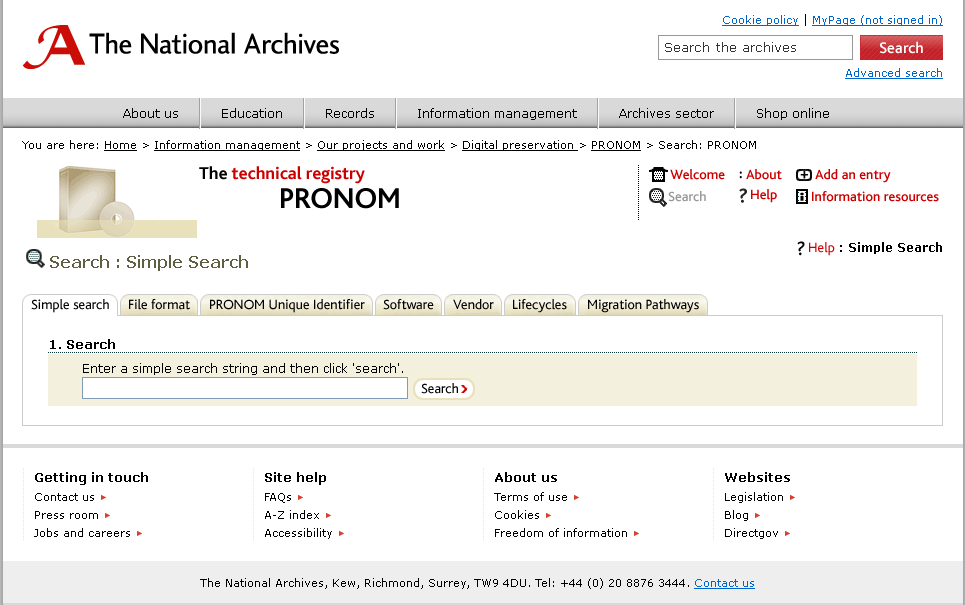 Cookie policy | MyPage (not signed in)
The National Archives
Search the archives
Search
Advanced search
About us
Education
Records
Information management
Archives sector
Shop online
You are here: Home > Information management > Our projects and work > Digital preservation > PRONOM > Search: PRONOM
The technical registry
PRONOM
Welcome
: About
Add an entry
Search
? Help
Information resources
? Help : Simple Search
Search : Simple Search
Simple search
File format
PRONOM Unique Identifier
Software
Vendor
Lifecycles
Migration Pathways
1. Search
Enter a simple search string and then click 'search'.
Search
Getting in touch
Contact us
Press room
Jobs and careers
Site help
FAQs
A-Z index
Accessibility
About us
Terms of use
Cookies
Freedom of information
Websites
Legislation
Blog
Directgov
The National Archives, Kew, Richmond, Surrey, TW9 4DU. Tel: +44 (0) 20 8876 3444. Contact us